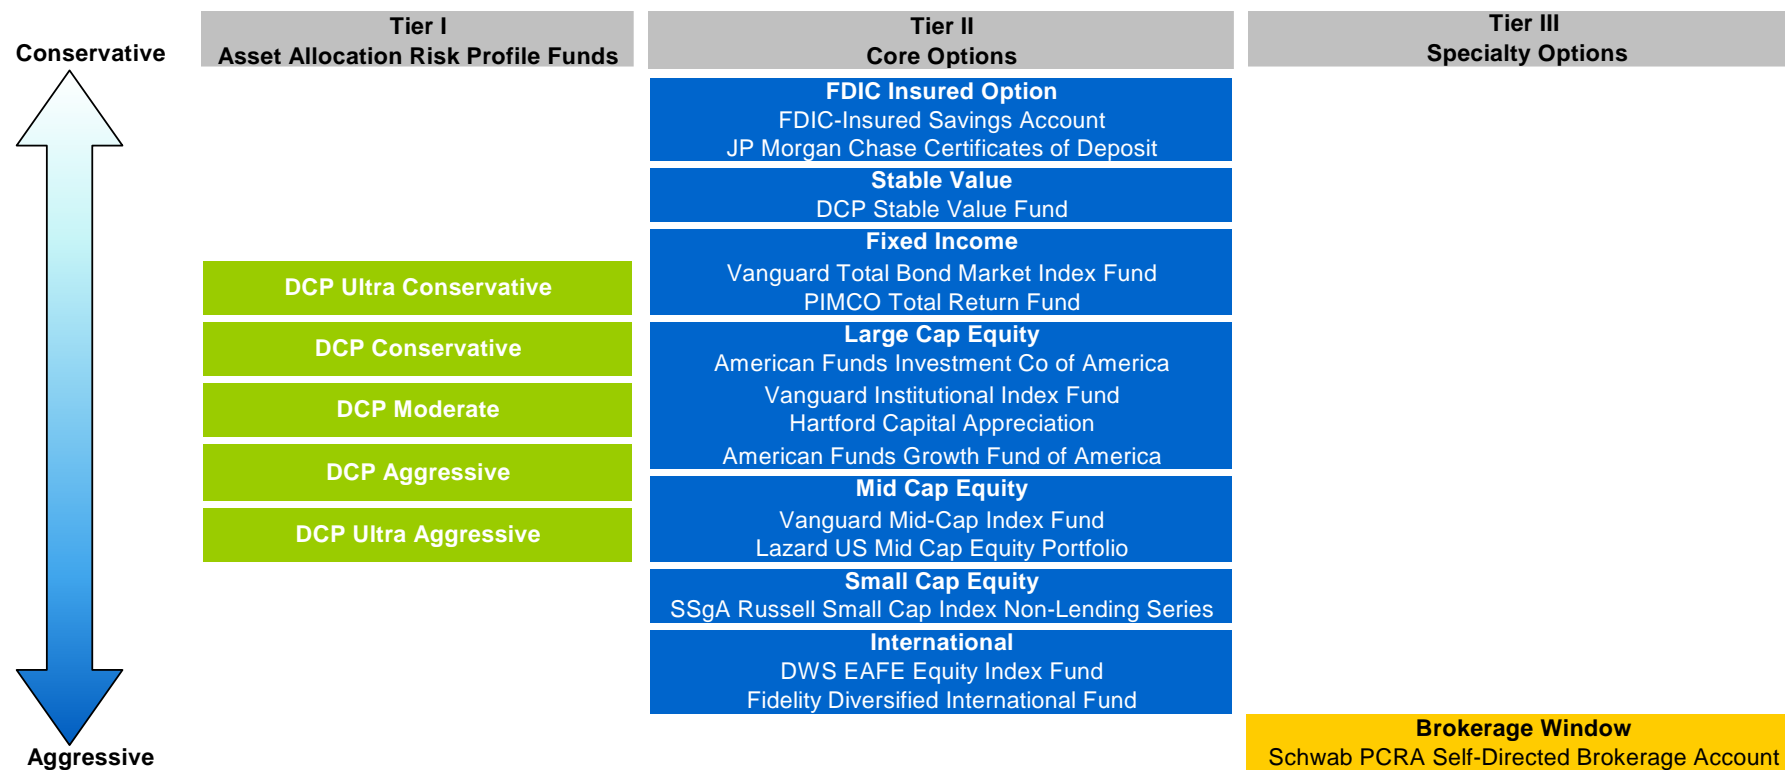 Conservative
Tier I
Asset Allocation Risk Profile Funds
Tier II
Core Options
Tier III
Specialty Options
FDIC Insured Option
FDIC-Insured Savings Account
JP Morgan Chase Certificates of Deposit
Stable Value
DCP Stable Value Fund
Fixed Income
Vanguard Total Bond Market Index Fund
PIMCO Total Return Fund
DCP Ultra Conservative
Large Cap Equity
American Funds Investment Co of America
Vanguard Institutional Index Fund
Hartford Capital Appreciation
American Funds Growth Fund of America
DCP Conservative
DCP Moderate
DCP Aggressive
Mid Cap Equity
Vanguard Mid-Cap Index Fund
Lazard US Mid Cap Equity Portfolio
DCP Ultra Aggressive
Small Cap Equity
SSgA Russell Small Cap Index Non-Lending Series
International
DWS EAFE Equity Index Fund
Fidelity Diversified International Fund
Brokerage Window
Schwab PCRA Self-Directed Brokerage Account
Aggressive